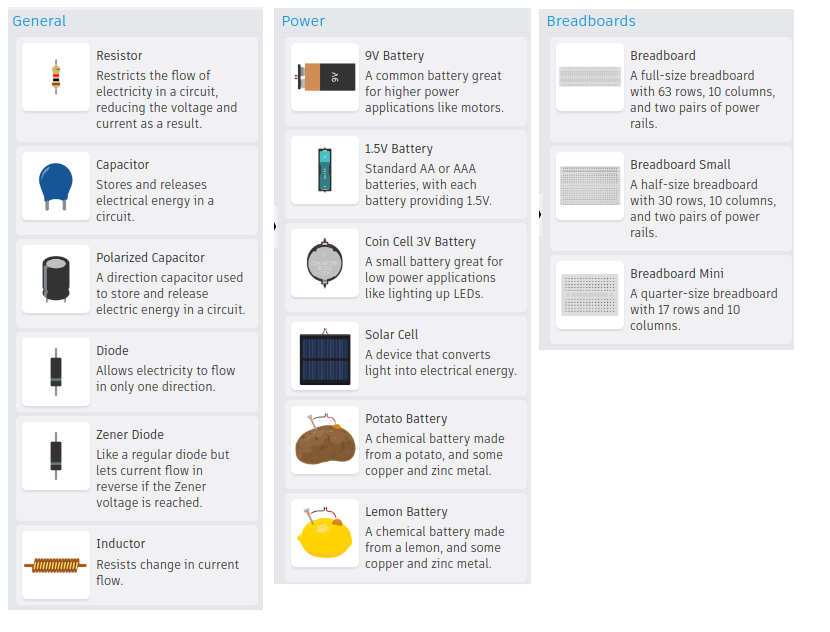 General
Resistor
Restricts the flow of
electricity in a circuit,
reducing the voltage and
current as a result.
Capacitor
Stores and releases
electrical energy in a
circuit.
Polarized Capacitor
A direction capacitor used
to store and release
electric energy in a circuit.
Diode
Allows electricity to flow
in only one direction.
Zener Diode
Like a regular diode but
lets current flow in
reverse if the Zener
voltage is reached.
Inductor
Resists change in current
flow.
Power
9V
9V Battery
A common battery great
for higher power
applications like motors.
1.5V Battery
Standard AA or AAA
batteries, with each
battery providing 1.5V.
Coin Cell 3V Battery
A small battery great for
low power applications
like lighting up LEDs.
Solar Cell
A device that converts
light into electrical energy.
Potato Battery
A chemical battery made
from a potato, and some
copper and zinc metal.
Lemon Battery
A chemical battery made
from a lemon, and some
copper and zinc metal.
Breadboards
Breadboard
A full-size breadboard
with 63 rows, 10 columns,
and two pairs of power
rails.
Breadboard Small
A half-size breadboard
with 30 rows, 10 columns,
and two pairs of power
rails.
Breadboard Mini
A quarter-size breadboard
with 17 rows and 10
columns.